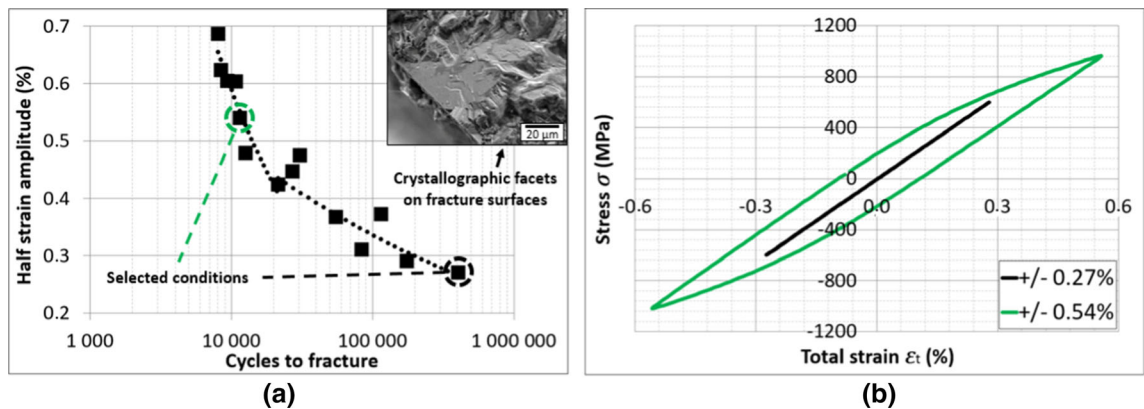 0.7
0.6
0.5
0.4
0.3
0.2
Half strain amplitude (%)
1 000
10 000
100 000
1 000 000
Cycles to fracture
20 µm
Crystallographic facets
on fracture surfaces
Selected conditions
(a)
1200
800
400
0
-400
-800
-1200
Stress σ (MPa)
-0.6
-0.3
0.0
0.3
0.6
+/- 0.27%
+/- 0.54%
Total strain εt (%)
(b)